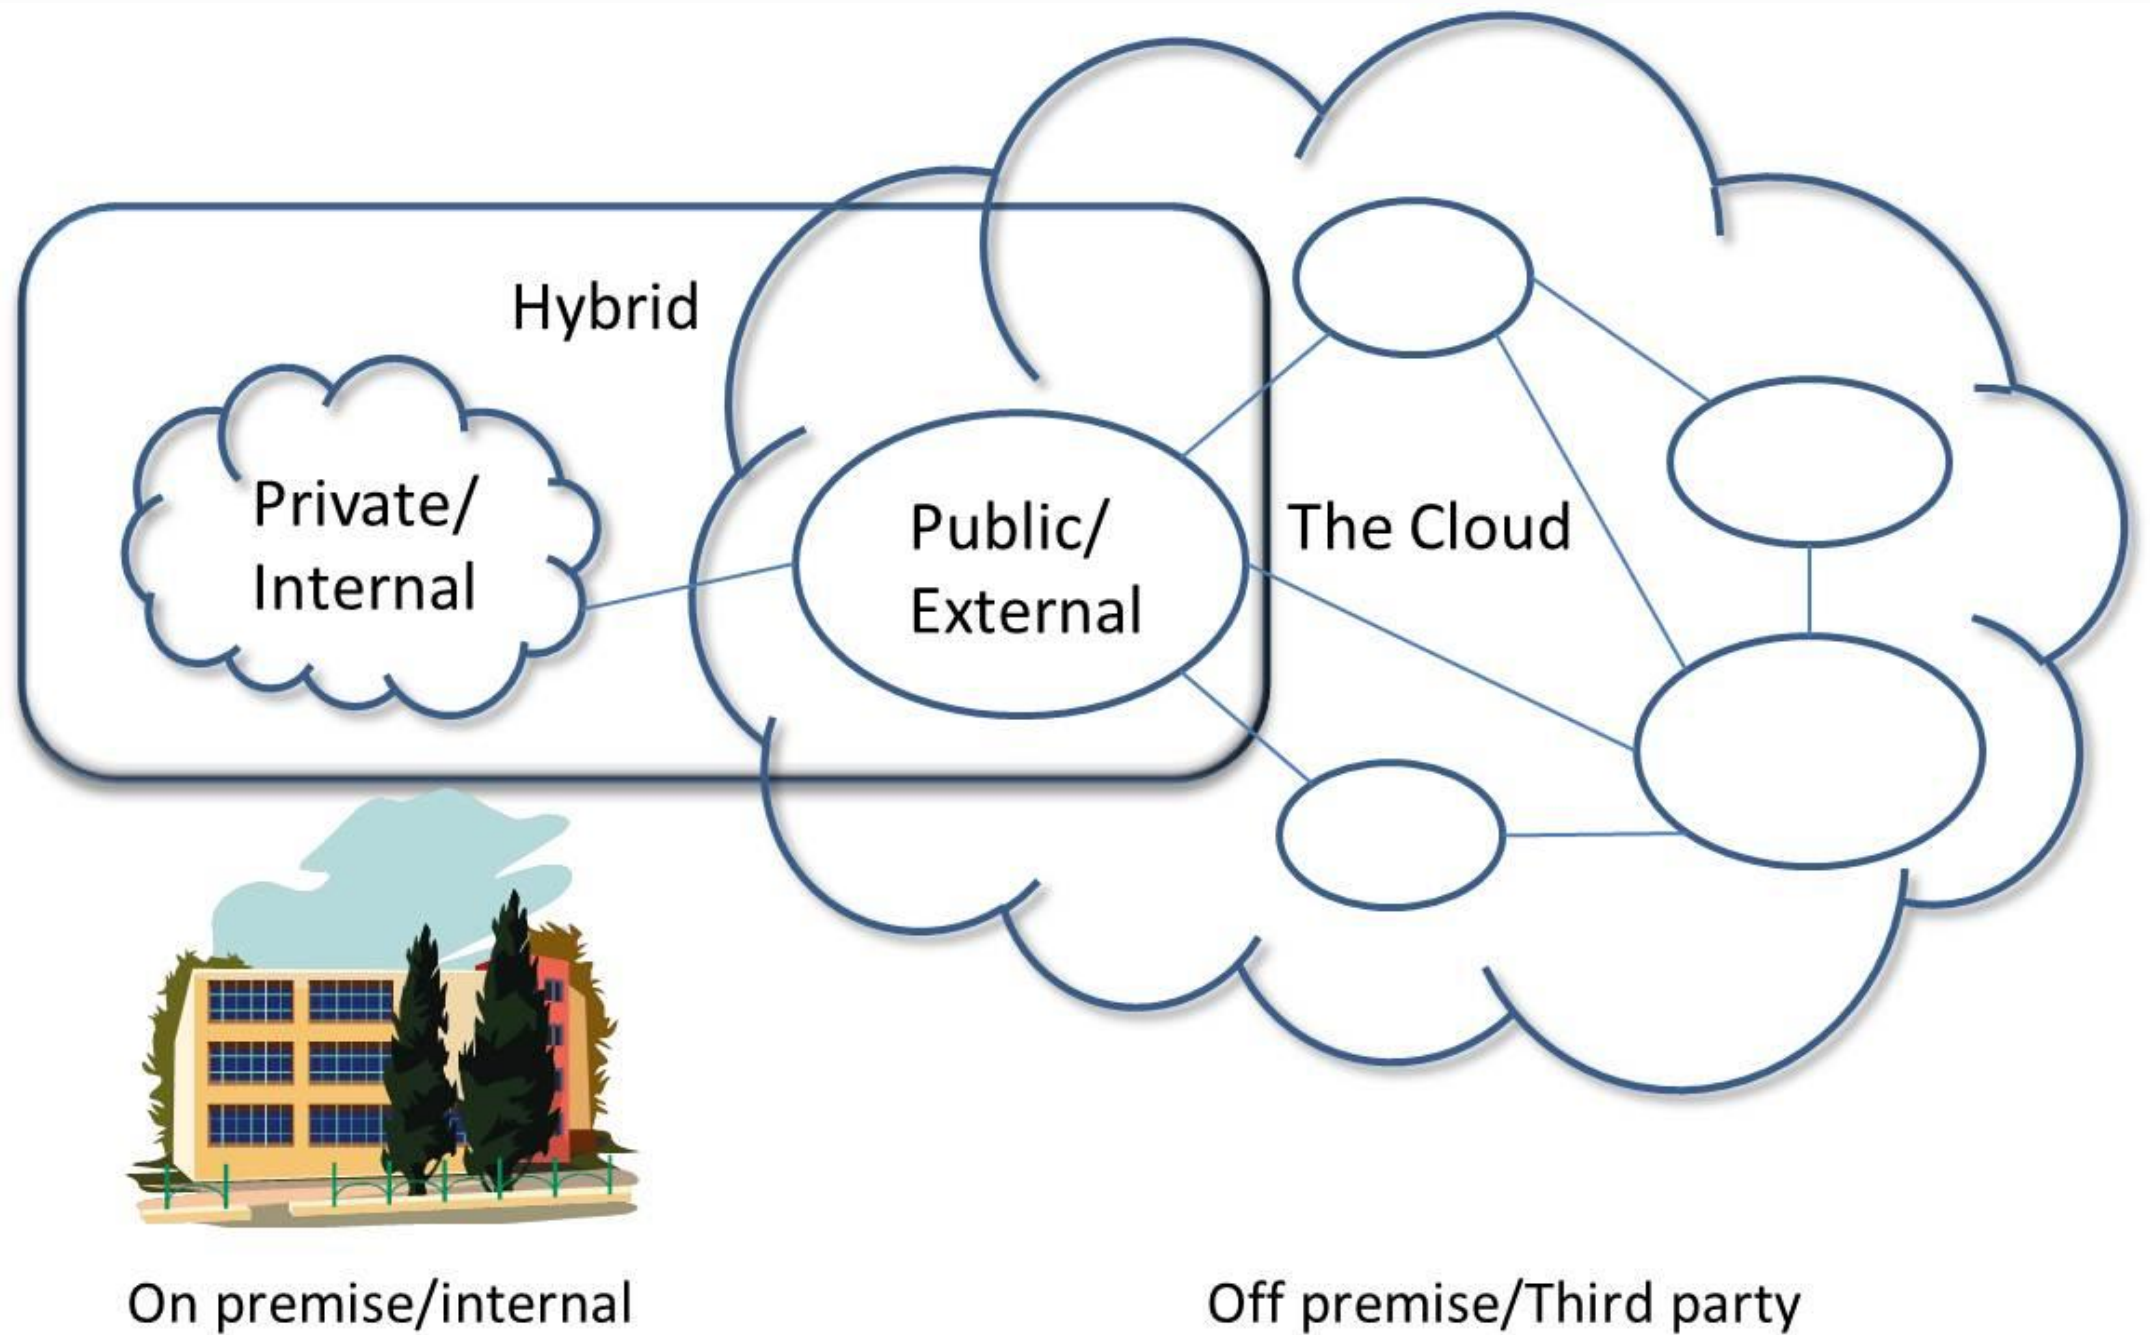 Hybrid
Private/
Internal
Public/
External
The Cloud
On premise/internal
Off premise/Third party